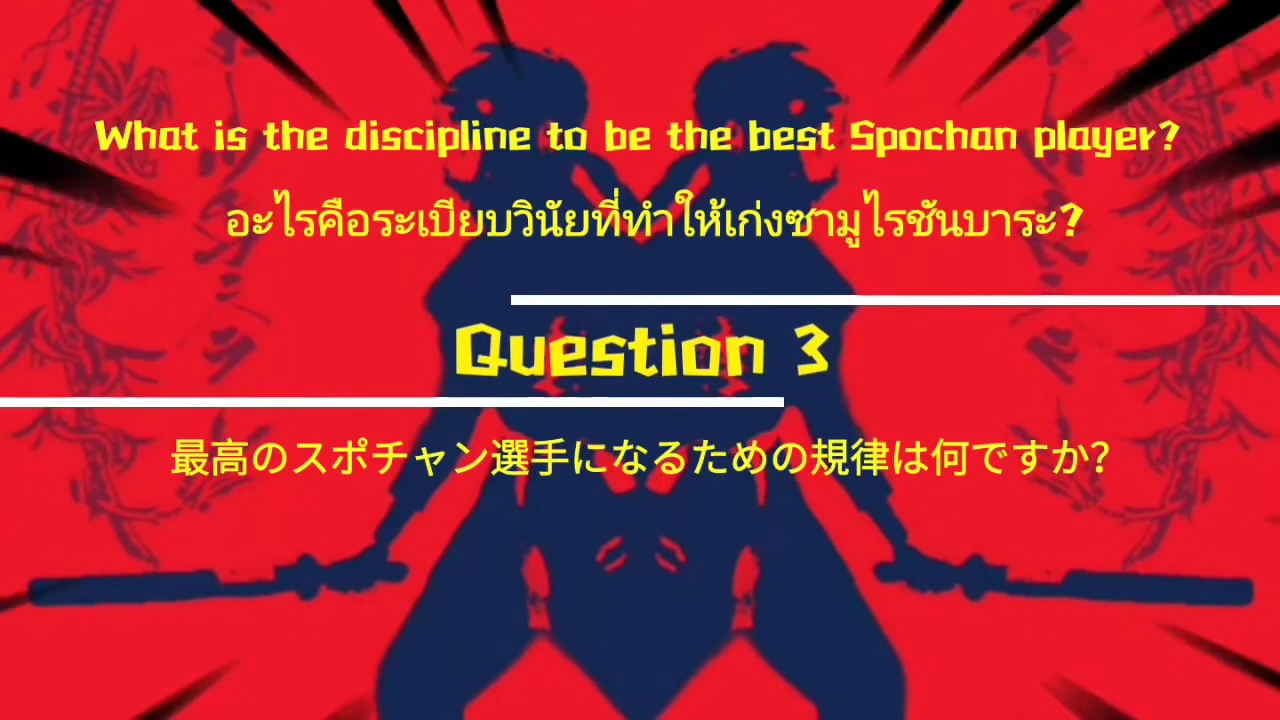 What is the discipline to be the best Spochan player?
อะไรคือระเบียบวินัยที่ทำให้เก่งซามูไรชันบาระ?
Question 3
最高のスポチャン選手になるための規律は何ですか?